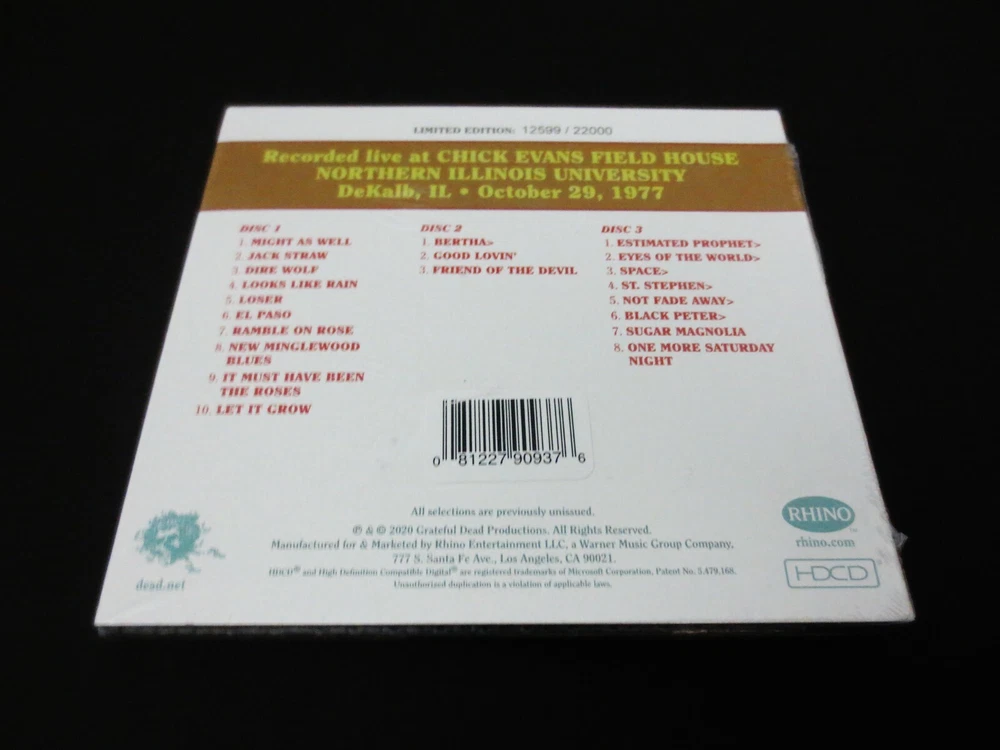 LIMITED EDITION: 12599 / 22000
Recorded live at CHICK EVANS FIELD HOUSE
NORTHERN ILLINOIS UNIVERSITY
DeKalb, IL • October 29, 1977
DISC 1
1. MIGHT AS WELL
2. JACK STRAW
3. DIRE WOLF
4. LOOKS LIKE RAIN
5. LOSER
6. EL PASO
7. RAMBLE ON ROSE
8. NEW MINGLEWOOD
BLUES
9. IT MUST HAVE BEEN
THE ROSES
10. LET IT GROW
DISC 2
1. BERTHA>
2. GOOD LOVIN'
3. FRIEND OF THE DEVIL
DISC 3
1. ESTIMATED PROPHET>
2. EYES OF THE WORLD>
3. SPACE>
4. ST. STEPHEN>
5. NOT FADE AWAY>
6. BLACK PETER>
7. SUGAR MAGNOLIA
8. ONE MORE SATURDAY
NIGHT
0 81227 90937 6
All selections are previously unissued.
℗ & © 2020 Grateful Dead Productions. All Rights Reserved.
Manufactured for & Marketed by Rhino Entertainment LLC, a Warner Music Group Company,
777 S. Santa Fe Ave., Los Angeles, CA 90021.
HDCD® and High Definition Compatible Digital® are registered trademarks of Microsoft Corporation, Patent No. 5,479,168.
Unauthorized duplication is a violation of applicable laws.
dead.net
RHINO
™
rhino.com
HDCD